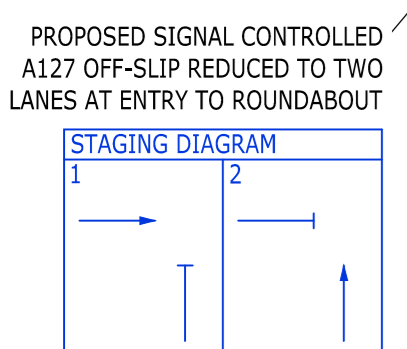 PROPOSED SIGNAL CONTROLLED
A127 OFF-SLIP REDUCED TO TWO
LANES AT ENTRY TO ROUNDABOUT
STAGING DIAGRAM
1 2